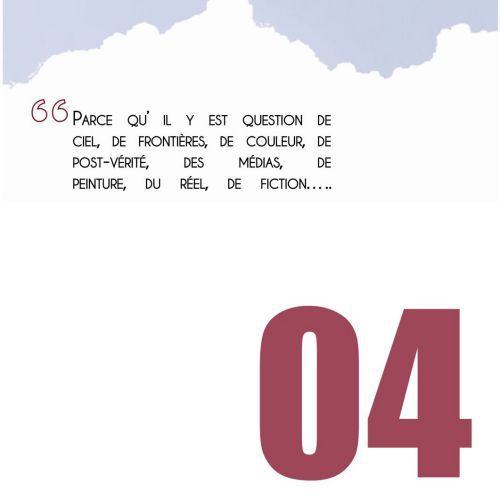 “ Parce qu' il y est question de
ciel, de frontières, de couleur, de
post-vérité, des médias, de
peinture, du réel, de fiction.....
04